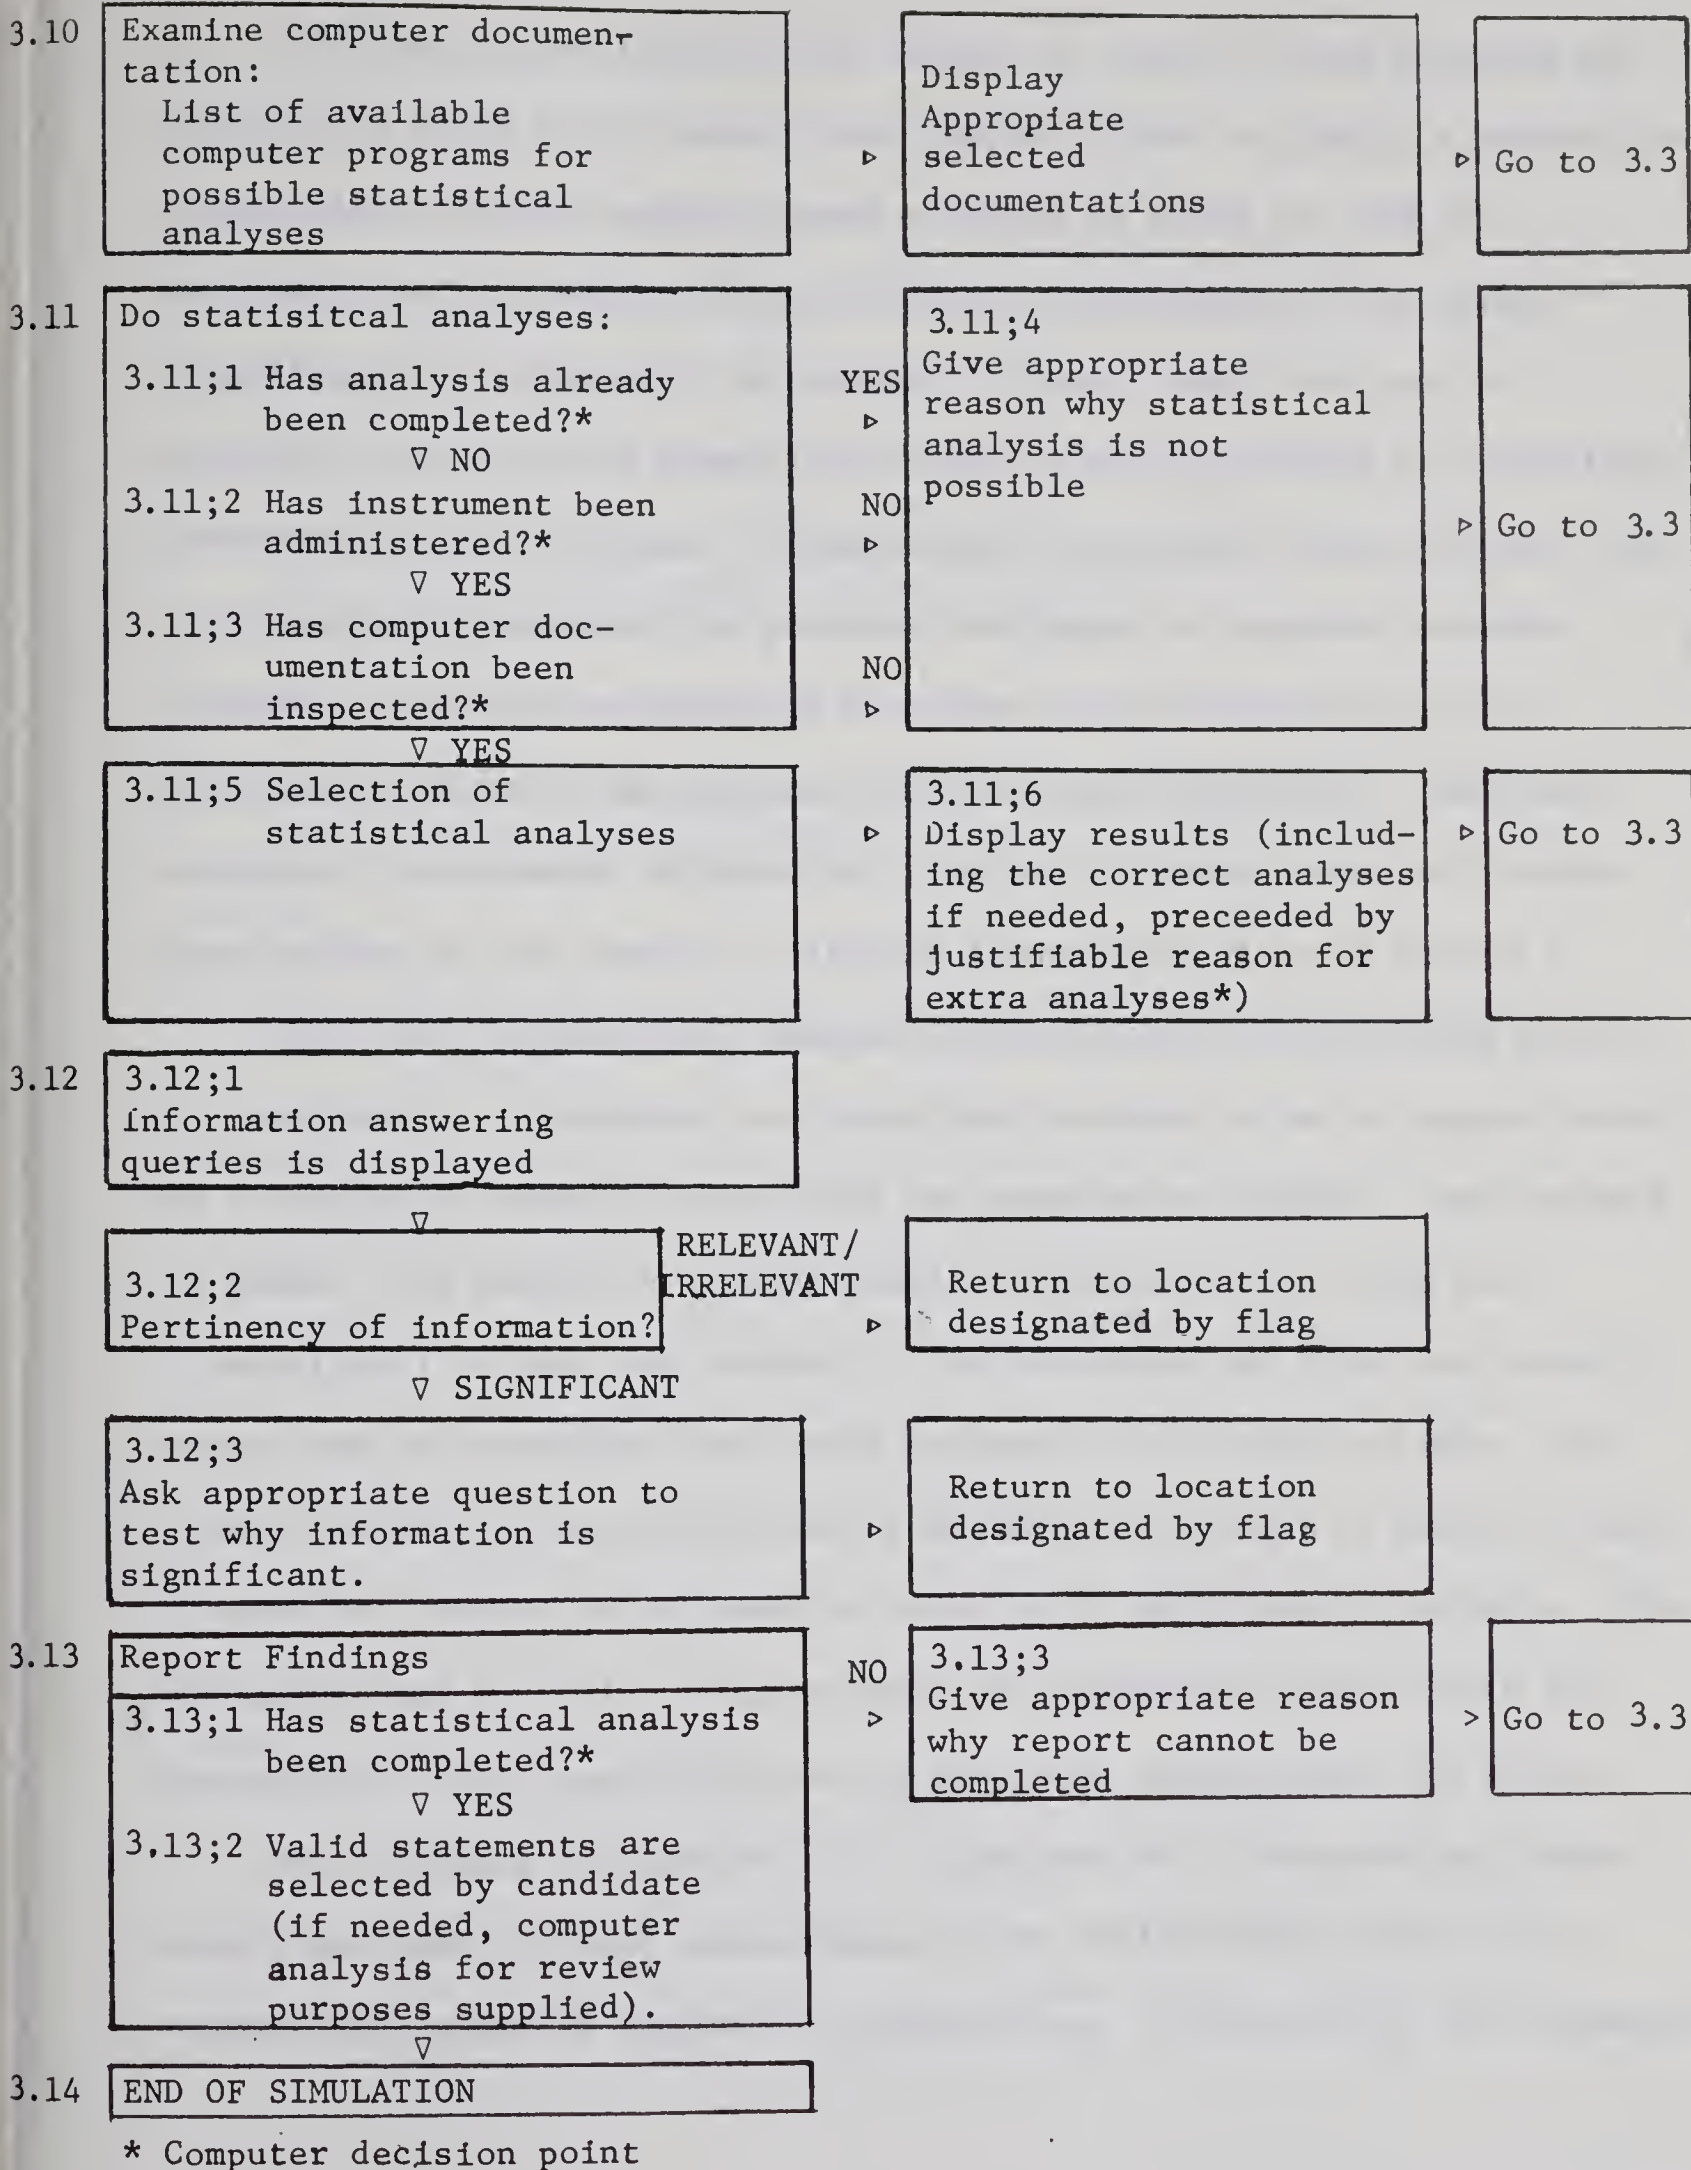 3.10 Examine computer documen-
tation:
List of available
computer programs for
possible statistical
analyses
▷
Display
Appropiate
selected
documentations
▷ Go to 3.3
3.11 Do statisitcal analyses:
3.11;1 Has analysis already
been completed?*
▽ NO
3.11;2 Has instrument been
administered?*
▽ YES
3.11;3 Has computer doc-
umentation been
inspected?*
▽ YES
YES
▷
NO
▷
NO
▷
3.11;4
Give appropriate
reason why statistical
analysis is not
possible
▷ Go to 3.3
3.11;5 Selection of
statistical analyses
▷
3.11;6
Display results (includ-
ing the correct analyses
if needed, preceeded by
justifiable reason for
extra analyses*)
▷ Go to 3.3
3.12 3.12;1
Information answering
queries is displayed
▽
3.12;2
Pertinency of information?
RELEVANT/
IRRELEVANT
▷
Return to location
designated by flag
▽ SIGNIFICANT
3.12;3
Ask appropriate question to
test why information is
significant.
▷
Return to location
designated by flag
3.13 Report Findings
3.13;1 Has statistical analysis
been completed?*
▽ YES
3.13;2 Valid statements are
selected by candidate
(if needed, computer
analysis for review
purposes supplied).
▽
NO
>
3.13;3
Give appropriate reason
why report cannot be
completed
> Go to 3.3
3.14 END OF SIMULATION
* Computer decision point